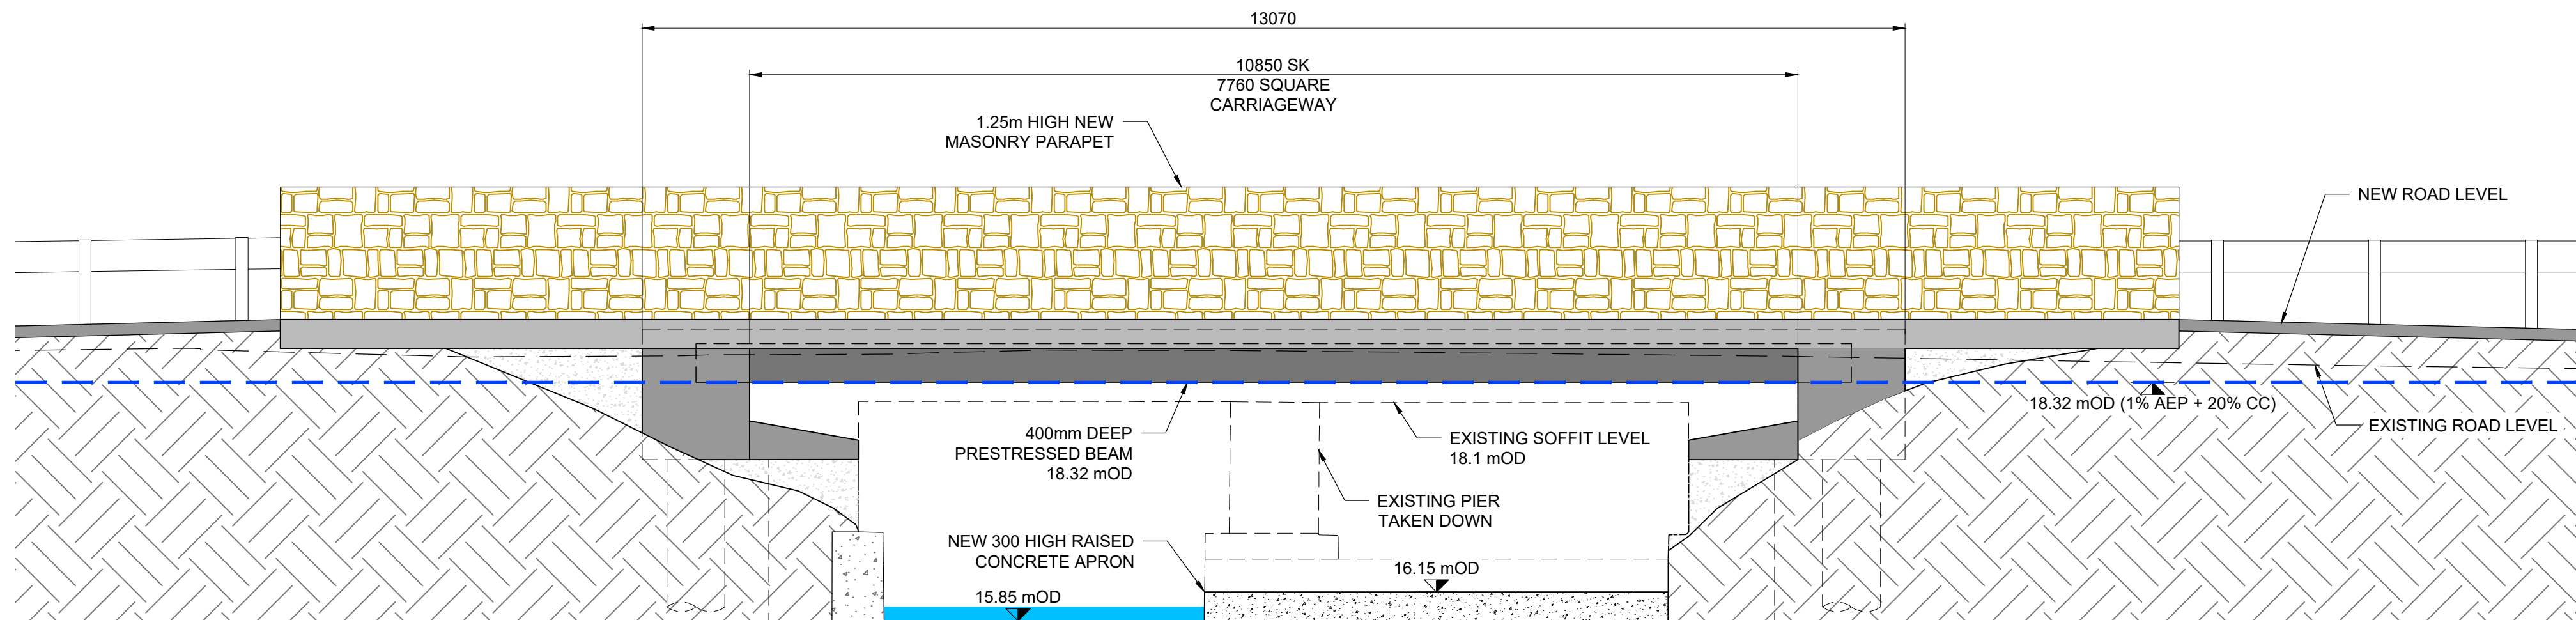 13070
10850 SK
7760 SQUARE
CARRIAGEWAY
1.25m HIGH NEW
MASONRY PARAPET
NEW ROAD LEVEL
18.32 mOD (1% AEP + 20% CC)
EXISTING ROAD LEVEL
400mm DEEP
PRESTRESSED BEAM
18.32 mOD
EXISTING SOFFIT LEVEL
18.1 mOD
EXISTING PIER
TAKEN DOWN
NEW 300 HIGH RAISED
CONCRETE APRON
16.15 mOD
15.85 mOD